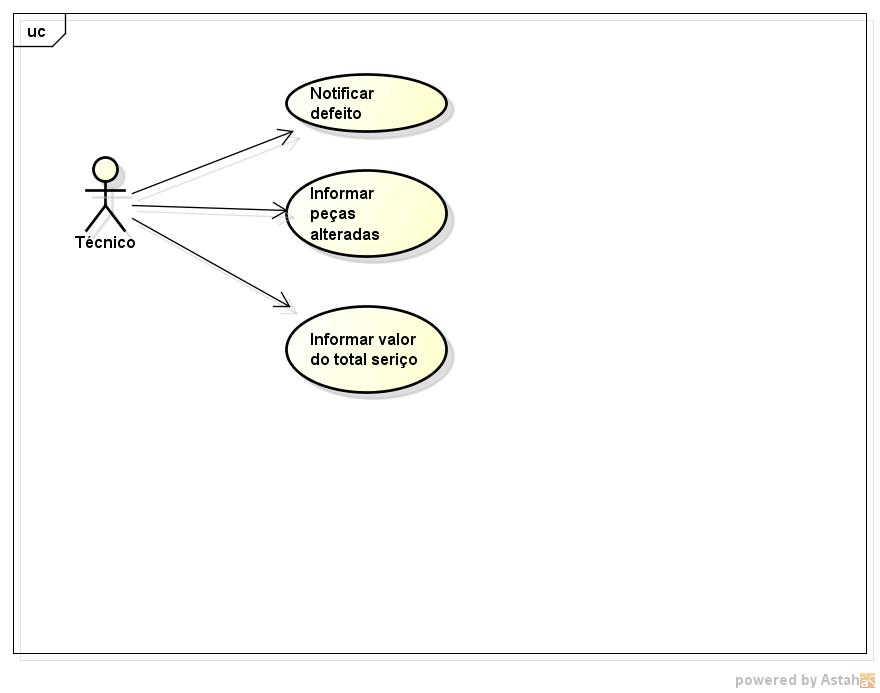 uc
Notificar
defeito
Informar
peças
alteradas
Técnico
Informar valor
do total seriço
powered by Astah